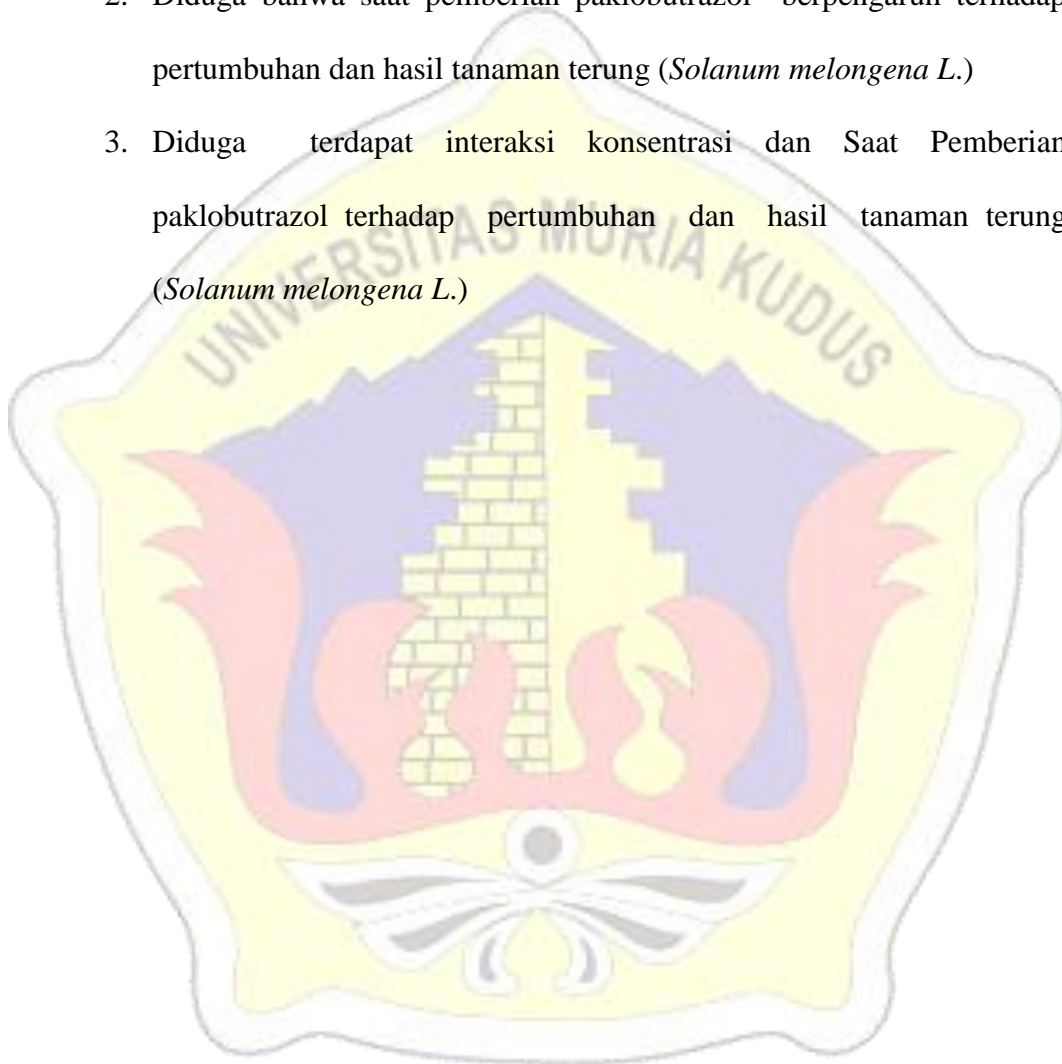 2. Diduga bahwa saat pemberian paklobutrazol berpengaruh terhadap
pertumbuhan dan hasil tanaman terung (Solanum melongena L.)
3. Diduga terdapat interaksi konsentrasi dan Saat Pemberian
paklobutrazol terhadap pertumbuhan dan hasil tanaman terung
(Solanum melongena L.)
UNIVERSITAS MURIA KUDUS